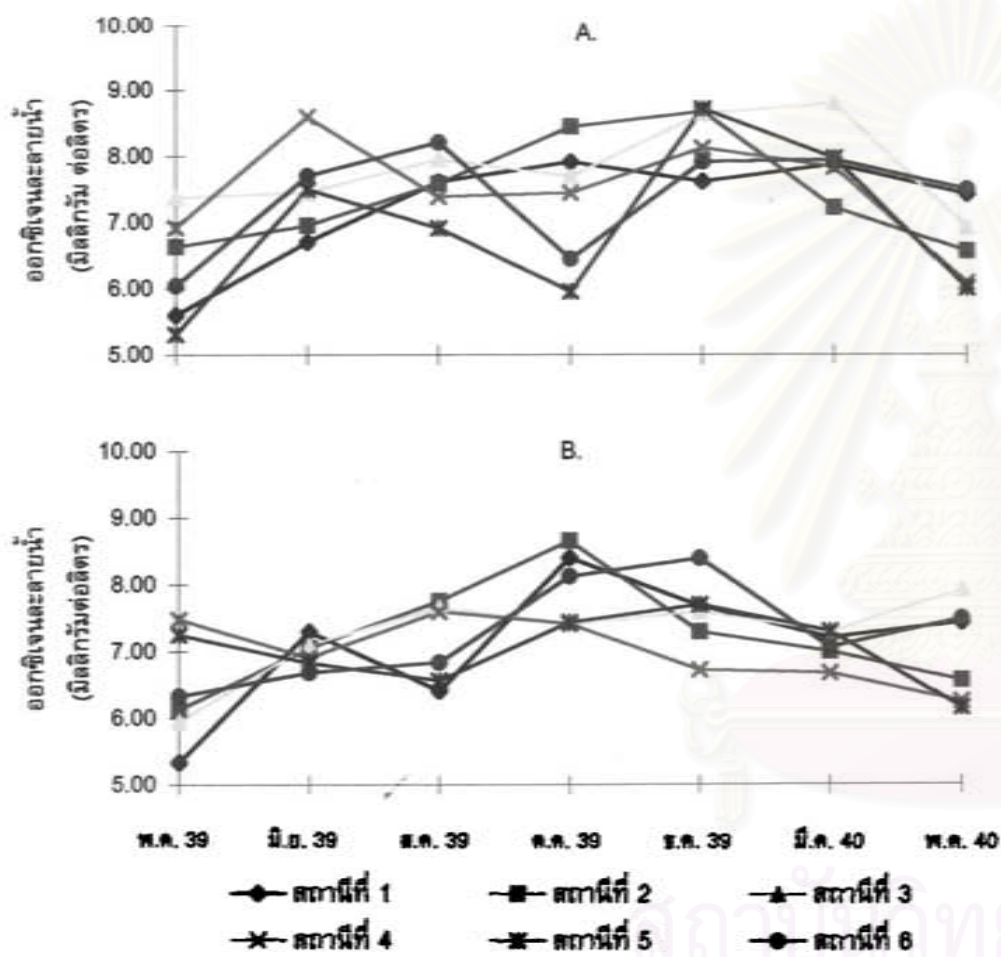 A.
ออกซิเจนละลายน้ำ
(มิลลิกรัม ต่อลิตร)
10.00
9.00
8.00
7.00
6.00
5.00
B.
ออกซิเจนละลายน้ำ
(มิลลิกรัมต่อลิตร)
10.00
9.00
8.00
7.00
6.00
5.00
พ.ค. 39 มิ.ย. 39 ส.ค. 39 ต.ค. 39 ธ.ค. 39 มี.ค. 40 พ.ค. 40
สถานีที่ 1 สถานีที่ 2 สถานีที่ 3
สถานีที่ 4 สถานีที่ 5 สถานีที่ 6